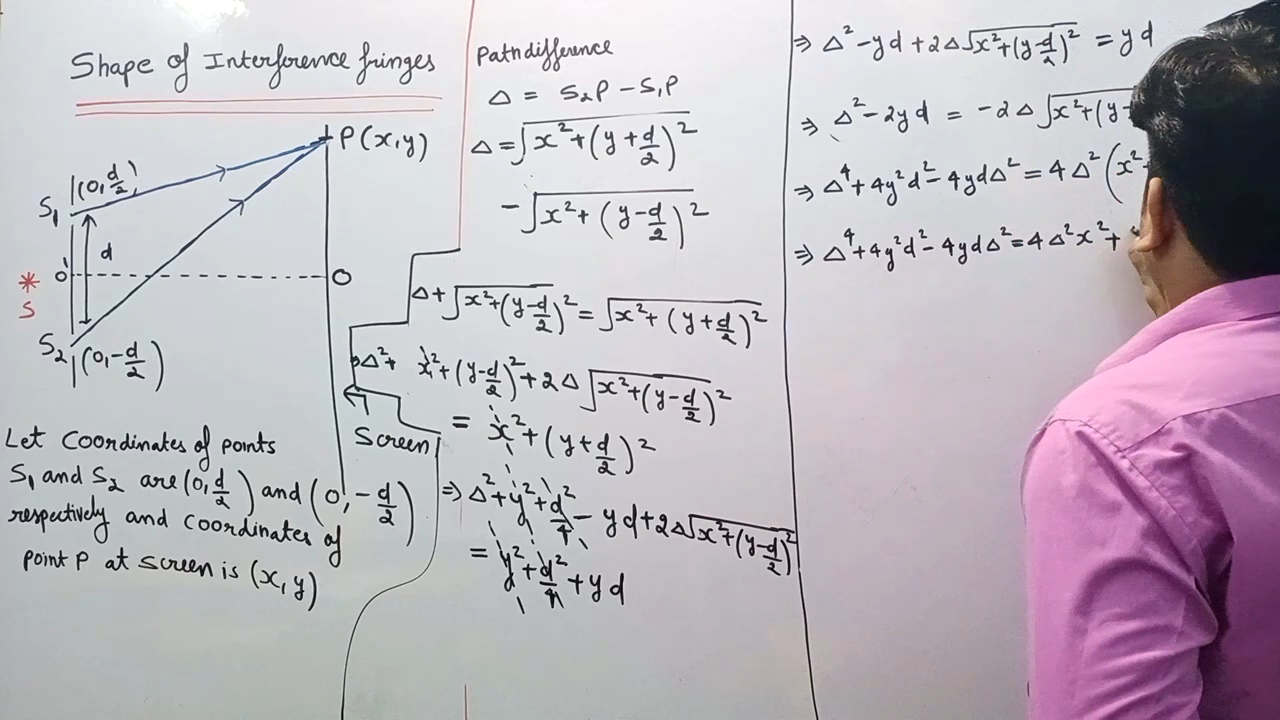 Shape of Interference fringes
P(x,y)
(0,d/2)
S1
d
O'
O
S
S2
(0,-d/2)
Screen
Let Coordinates of points
S1 and S2 are (0,d/2) and (0,-d/2)
respectively and coordinates of
point P at screen is (x,y)
Path difference
Δ = S2P - S1P
Δ = √x²+(y+d/2)²
- √x²+(y-d/2)²
Δ+√x²+(y-d/2)² = √x²+(y+d/2)²
⇒ Δ²+ x²+(y-d/2)²+2Δ√x²+(y-d/2)²
= x²+(y+d/2)²
⇒ Δ²+y²+d²/4 - yd+2Δ√x²+(y-d/2)²
= y²+d²/4+yd
⇒ Δ²-yd+2Δ√x²+(y-d/2)² = yd
⇒ Δ²-2yd = -2Δ√x²+(y-
⇒ Δ⁴+4y²d²-4ydΔ² = 4Δ²(x²
⇒ Δ⁴+4y²d²-4ydΔ² = 4Δ²x²+